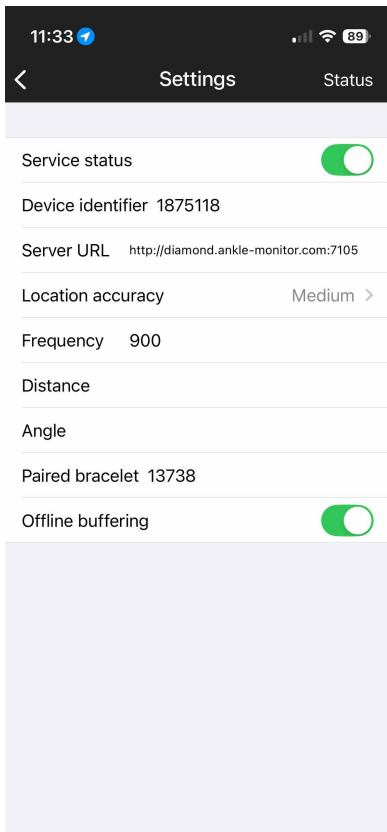 11:33 89
Settings Status
Service status
Device identifier 1875118
Server URL http://diamond.ankle-monitor.com:7105
Location accuracy Medium
Frequency 900
Distance
Angle
Paired bracelet 13738
Offline buffering